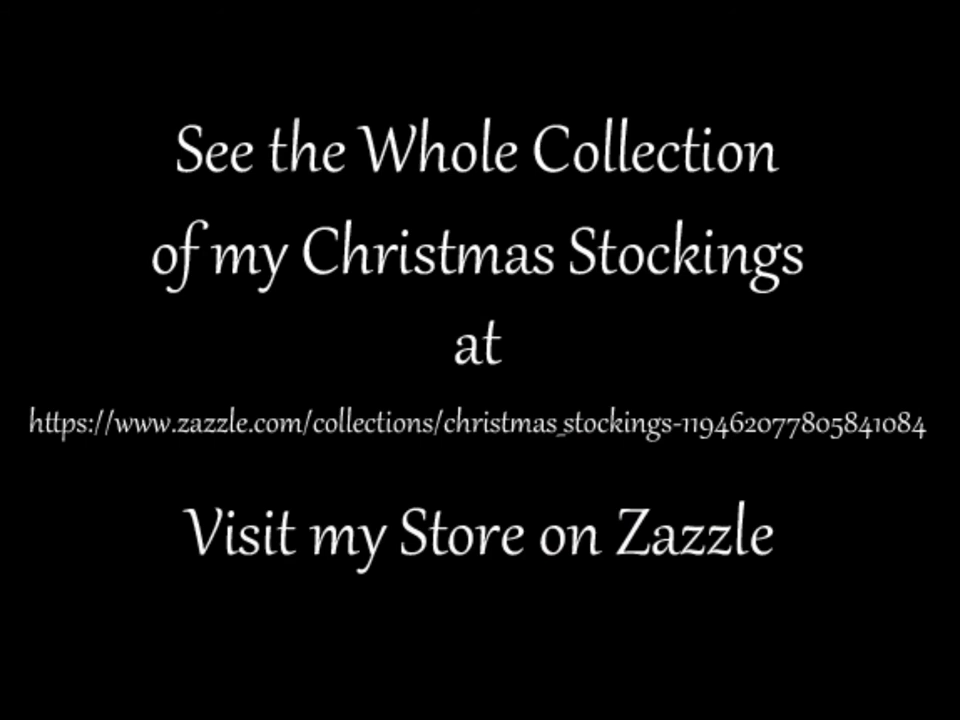 See the Whole Collection
of my Christmas Stockings
at
https://www.zazzle.com/collections/christmas_stockings-119462077805841084
Visit my Store on Zazzle